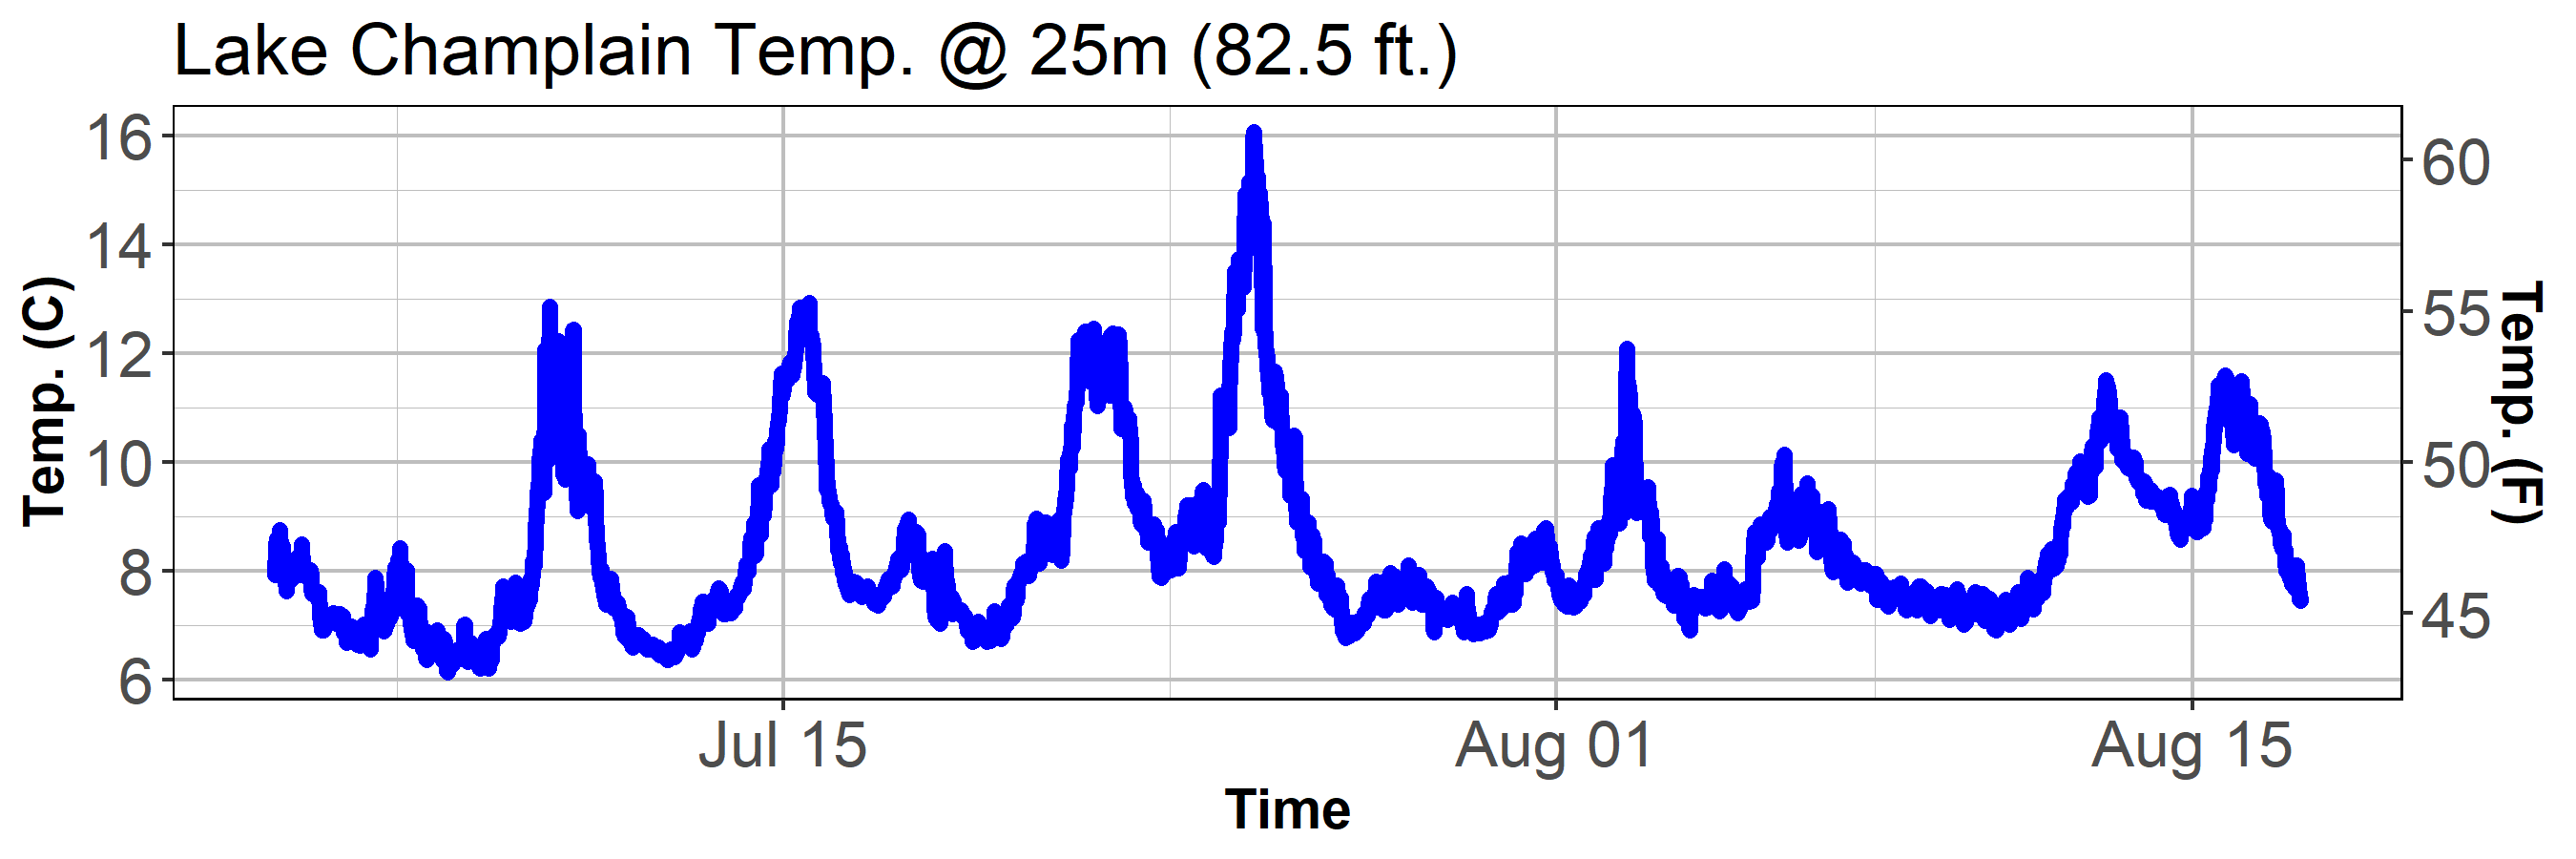 Lake Champlain Temp. @ 25m (82.5 ft.)
16
14
12
10
8
6
Temp. (C)
60
55
50
45
Temp. (F)
Jul 15
Aug 01
Aug 15
Time